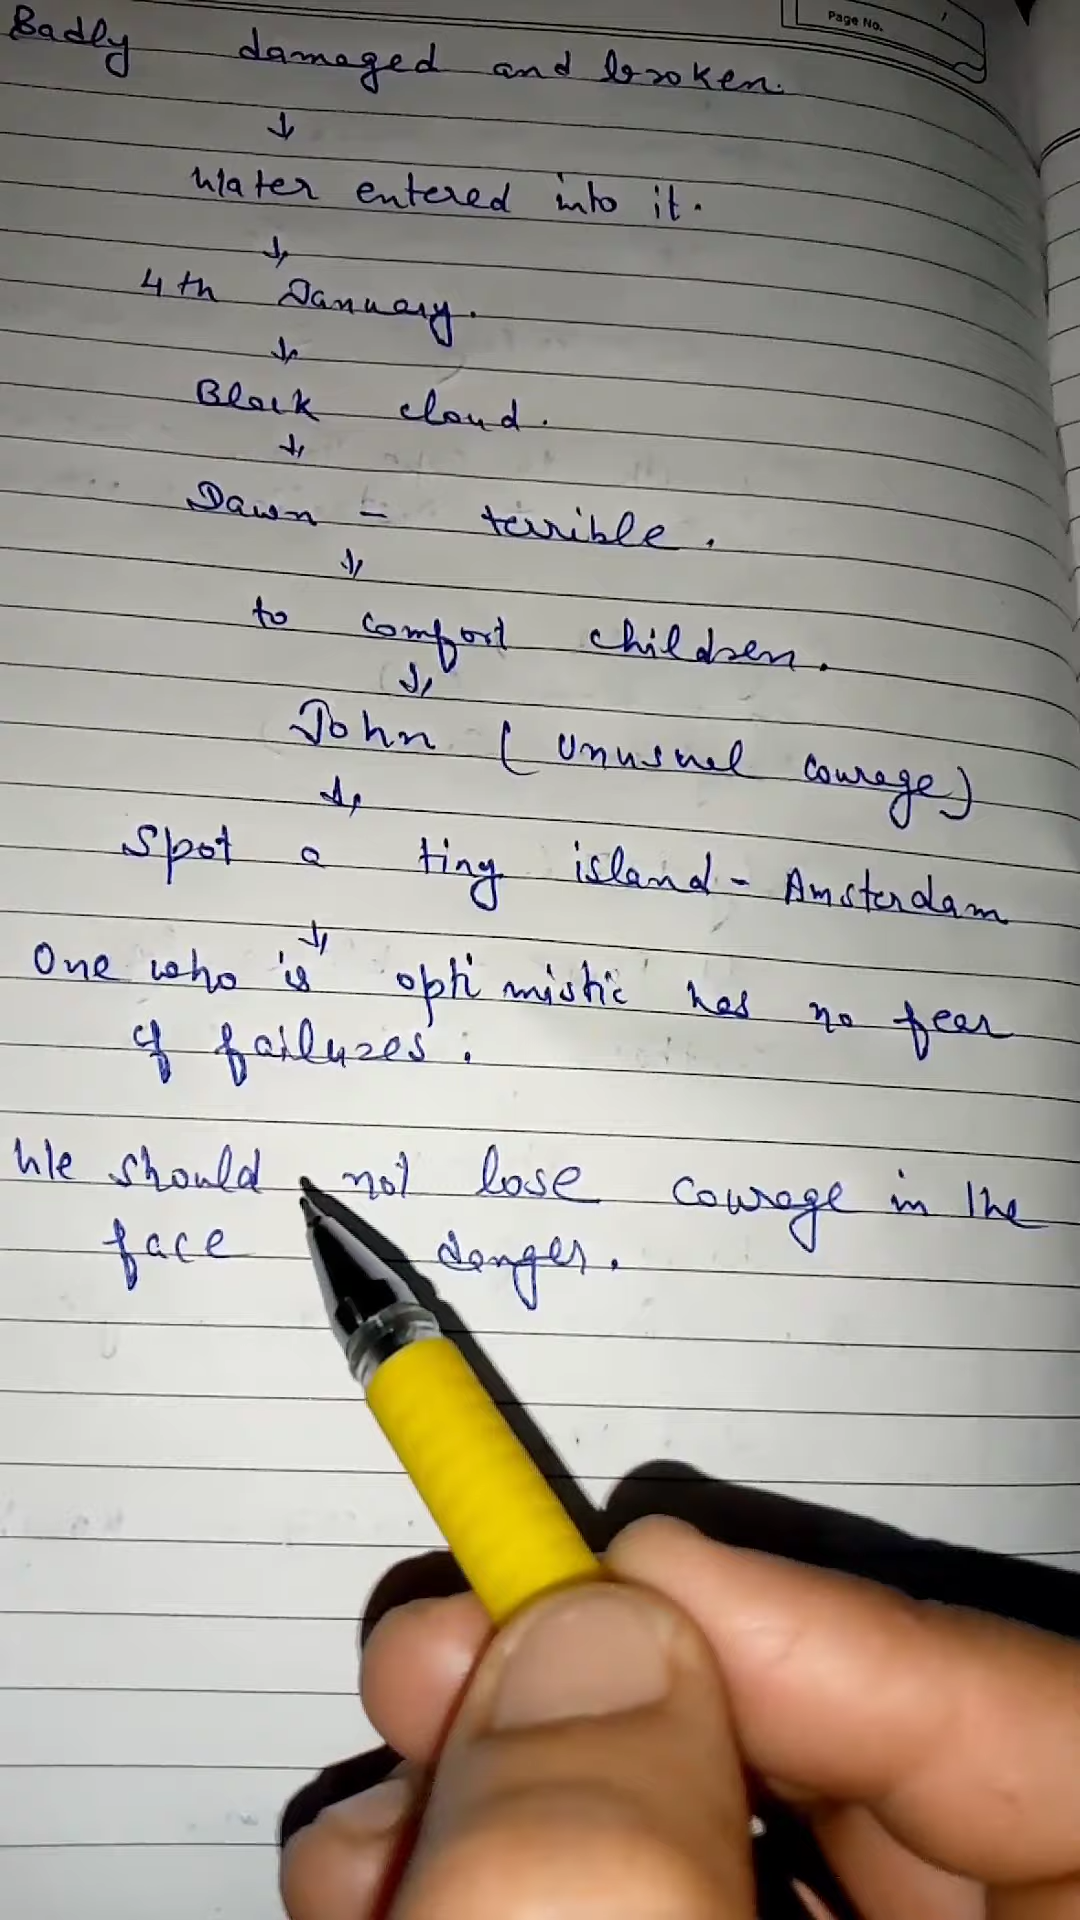 Page No.
Badly damaged and broken.
↓
Water entered into it.
↓
4th January.
↓
Black cloud.
↓
Dawn - terrible.
↓
to comfort children.
↓
John (unusual courage)
↓
Spot a tiny island - Amsterdam
↓
One who is optimistic has no fear
of failures.
We should not lose courage in the
face danger.